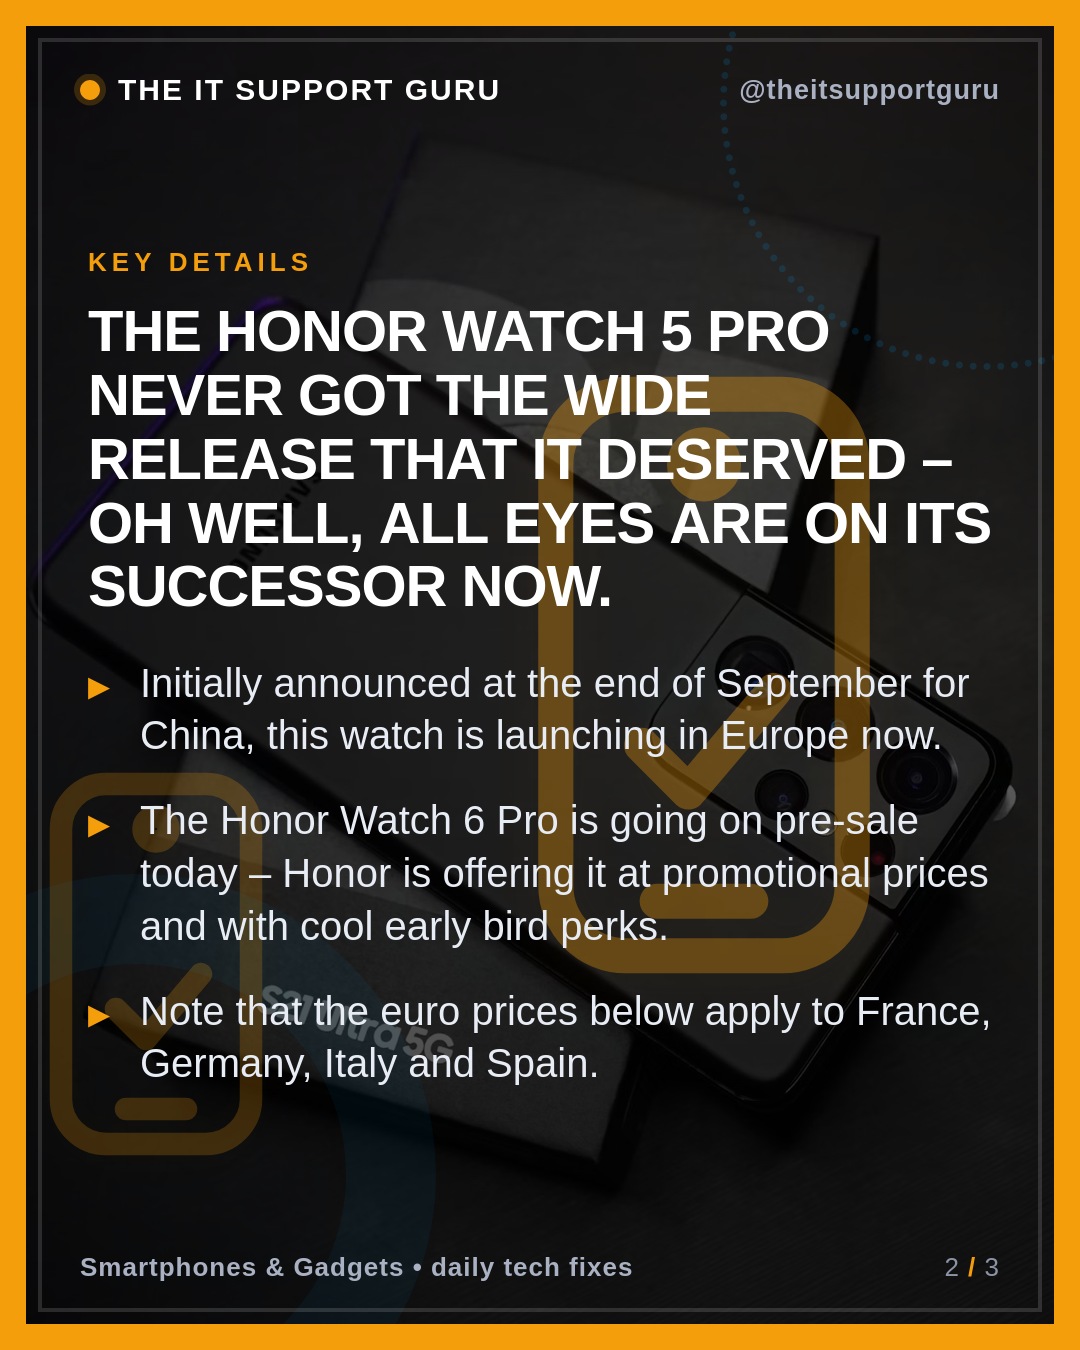 THE IT SUPPORT GURU
@theitsupportguru
KEY DETAILS
THE HONOR WATCH 5 PRO
NEVER GOT THE WIDE
RELEASE THAT IT DESERVED –
OH WELL, ALL EYES ARE ON ITS
SUCCESSOR NOW.
► Initially announced at the end of September for
China, this watch is launching in Europe now.
► The Honor Watch 6 Pro is going on pre-sale
today – Honor is offering it at promotional prices
and with cool early bird perks.
► Note that the euro prices below apply to France,
Germany, Italy and Spain.
Ultra 5G
Smartphones & Gadgets • daily tech fixes
2 / 3